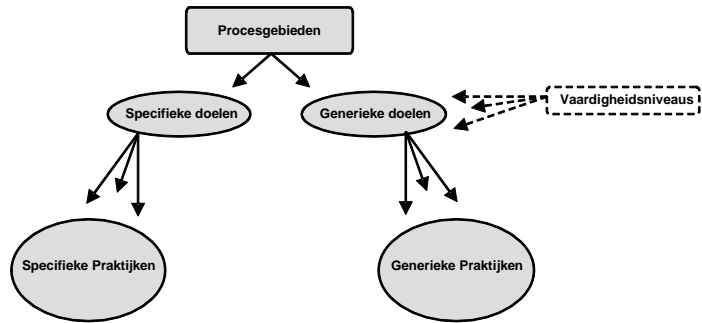 Procesgebieden
Specifieke doelen
Generieke doelen
Vaardigheidsniveaus
Specifieke Praktijken
Generieke Praktijken